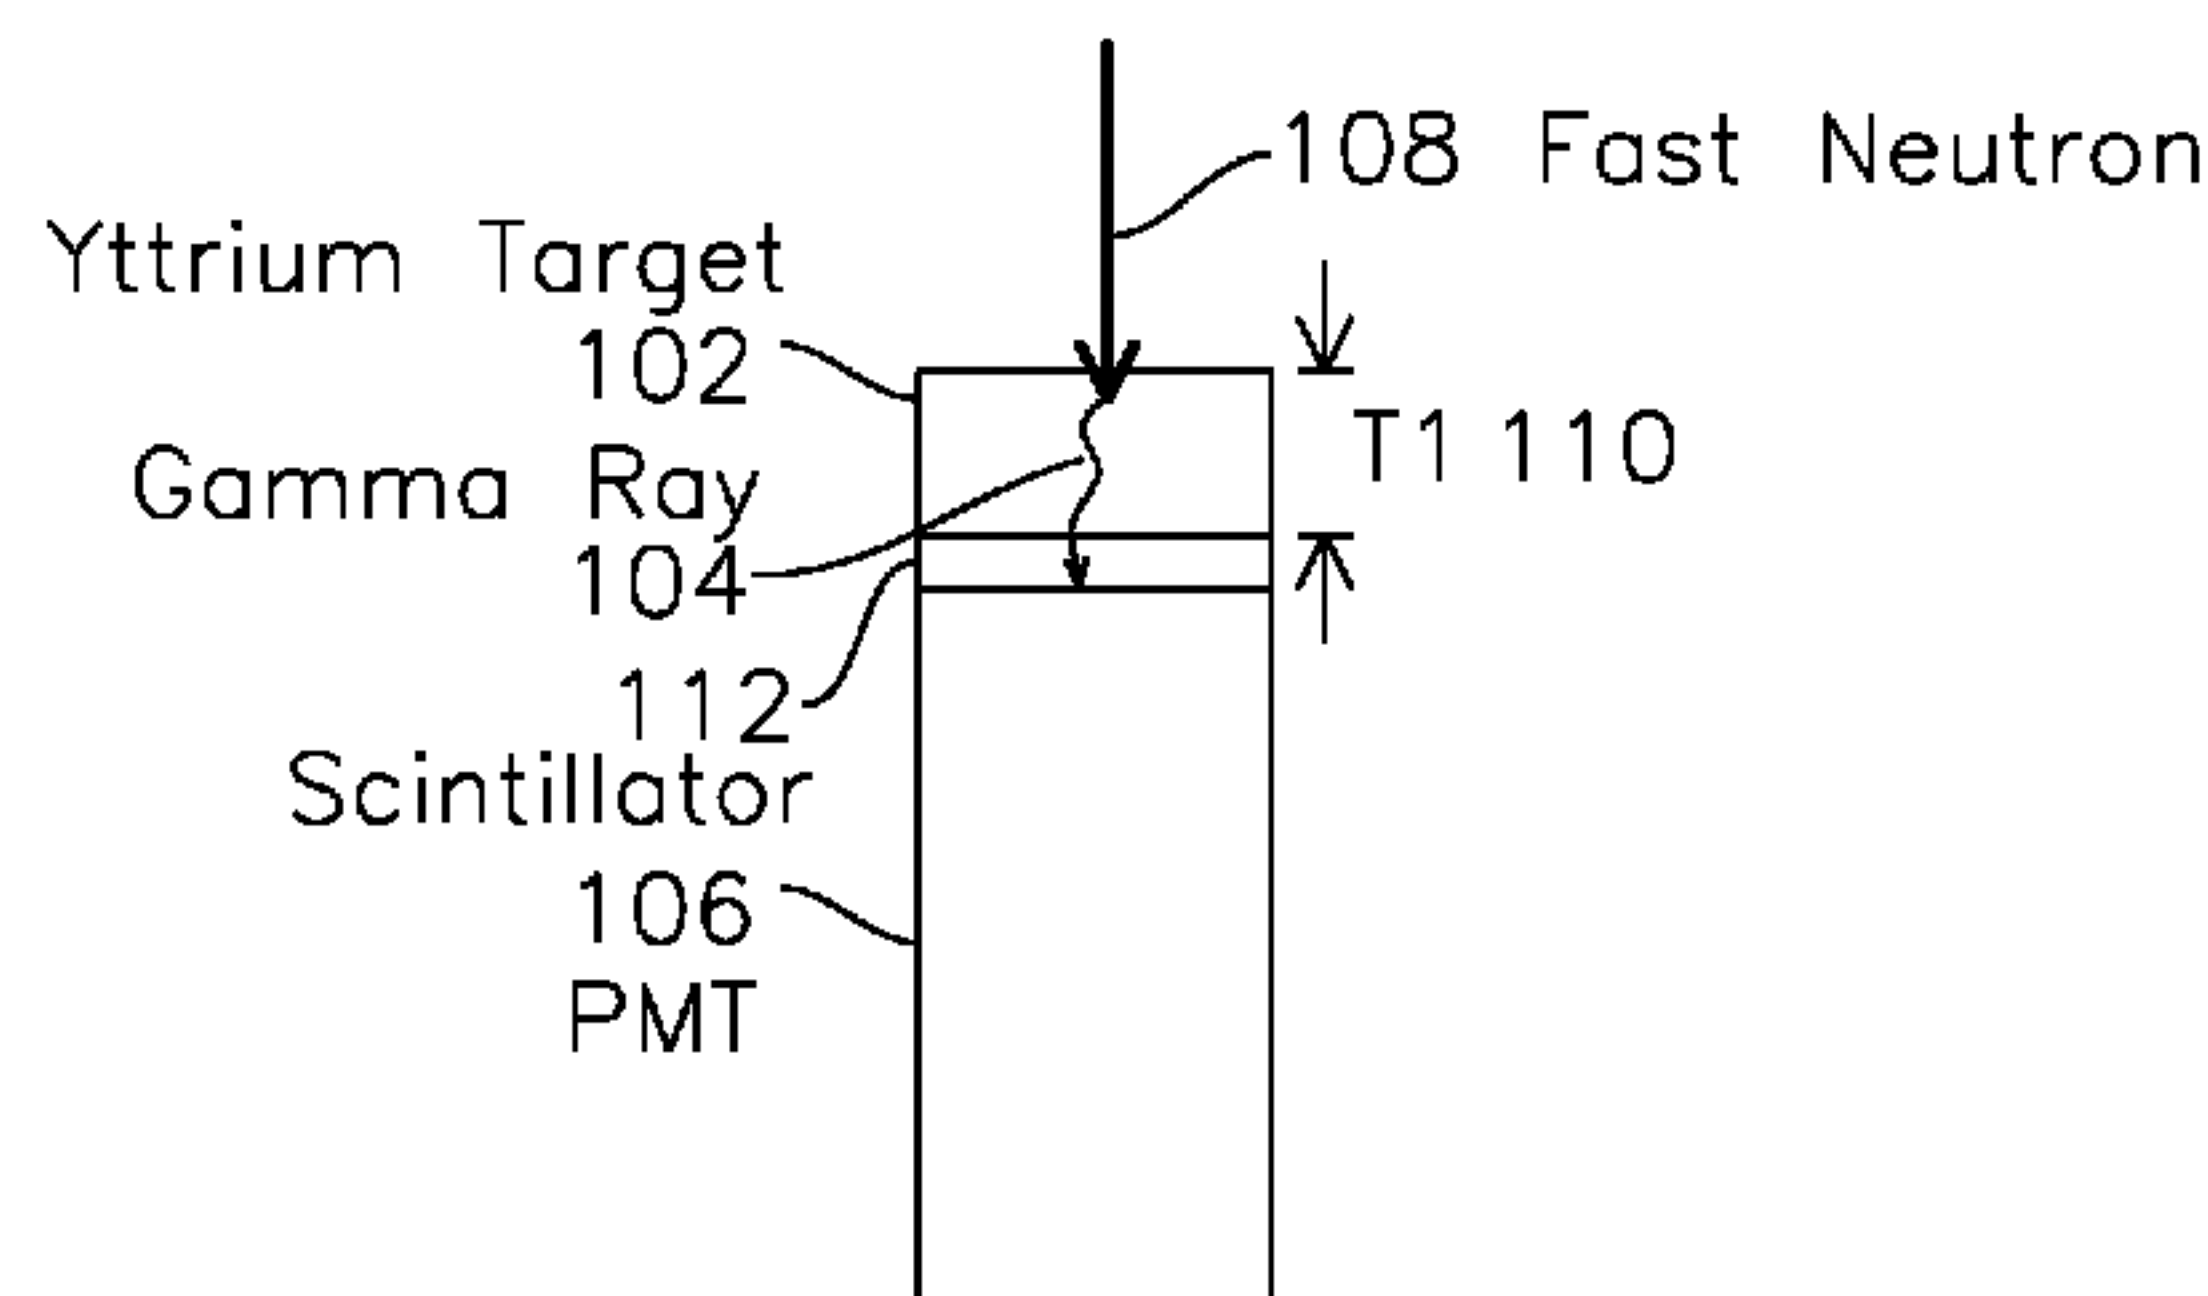 108 Fast Neutron
Yttrium Target
102
T1 110
Gamma Ray
104
112
Scintillator
106
PMT